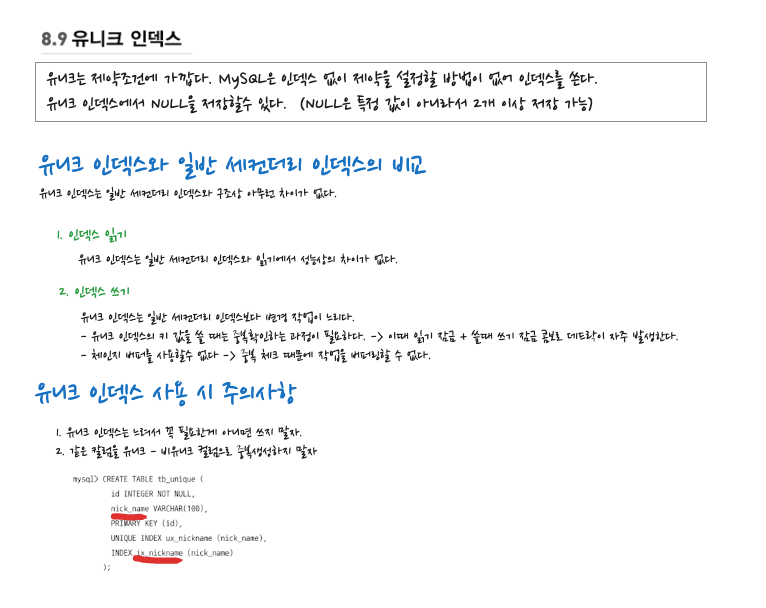 8.9 유니크 인덱스
유니크는 제약조건에 가깝다. MySQL은 인덱스 없이 제약을 설정할 방법이 없어 인덱스를 쓴다.
유니크 인덱스에서 NULL을 저장할수 있다. (NULL은 특정 값이 아니라서 2개 이상 저장 가능)
유니크 인덱스와 일반 세컨더리 인덱스의 비교
유니크 인덱스는 일반 세컨더리 인덱스와 구조상 아무런 차이가 없다.
1. 인덱스 읽기
유니크 인덱스는 일반 세컨더리 인덱스와 읽기에서 성능상의 차이가 없다.
2. 인덱스 쓰기
유니크 인덱스는 일반 세컨더리 인덱스보다 변경 작업이 느리다.
- 유니크 인덱스의 키 값을 쓸 때는 중복확인하는 과정이 필요하다. -> 이때 읽기 잠금 + 쓸때 쓰기 잠금 콤보로 데드락이 자주 발생한다.
- 체인지 버퍼를 사용할수 없다 -> 중복 체크 때문에 작업을 버퍼링할 수 없다.
유니크 인덱스 사용 시 주의사항
1. 유니크 인덱스는 느려서 꼭 필요한게 아니면 쓰지 말자.
2. 같은 칼럼을 유니크 - 비유니크 컬럼으로 중복생성하지 말자
mysql> CREATE TABLE tb_unique (
id INTEGER NOT NULL,
nick_name VARCHAR(100),
PRIMARY KEY (id),
UNIQUE INDEX ux_nickname (nick_name),
INDEX ix_nickname (nick_name)
);